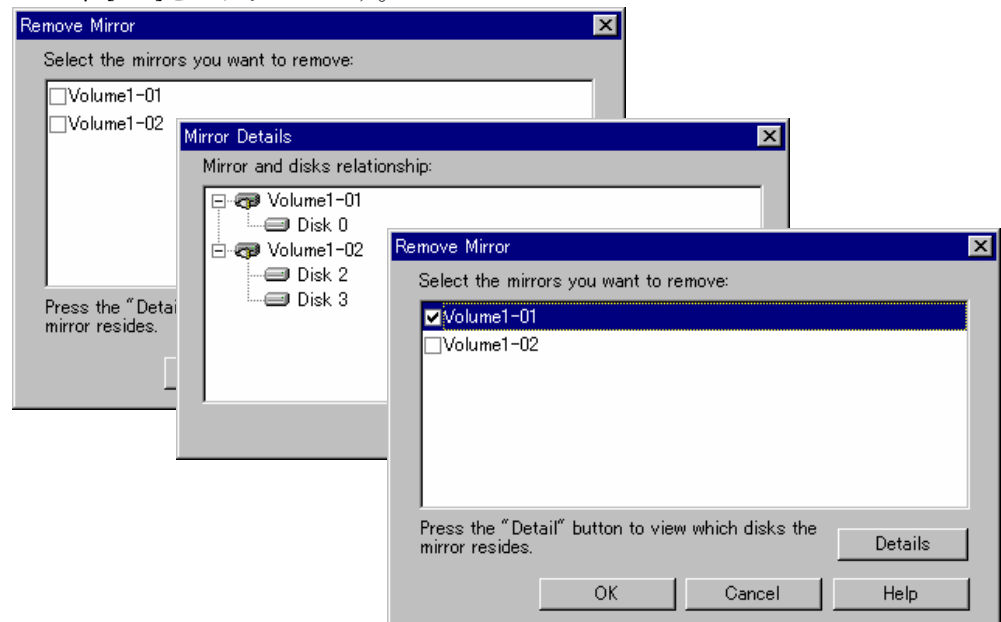 Remove Mirror
Select the mirrors you want to remove:
Volume1-01
Volume1-02
Press the "Detai
mirror resides.
Mirror Details
Mirror and disks relationship:
Volume1-01
Disk 0
Volume1-02
Disk 2
Disk 3
Remove Mirror
Select the mirrors you want to remove:
Volume1-01
Volume1-02
Press the "Detail" button to view which disks the
mirror resides.
Details
OK
Cancel
Help